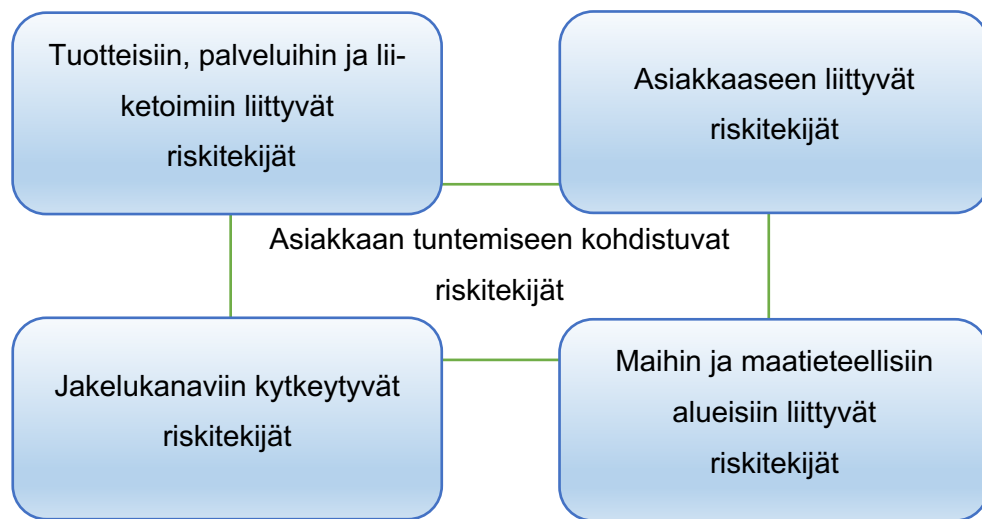 Tuotteisiin, palveluihin ja lii-
ketoimiin liittyvät
riskitekijät
Asiakkaaseen liittyvät
riskitekijät
Asiakkaan tuntemiseen kohdistuvat
riskitekijät
Jakelukanaviin kytkeytyvät
riskitekijät
Maihin ja maatieteellisiin
alueisiin liittyvät
riskitekijät